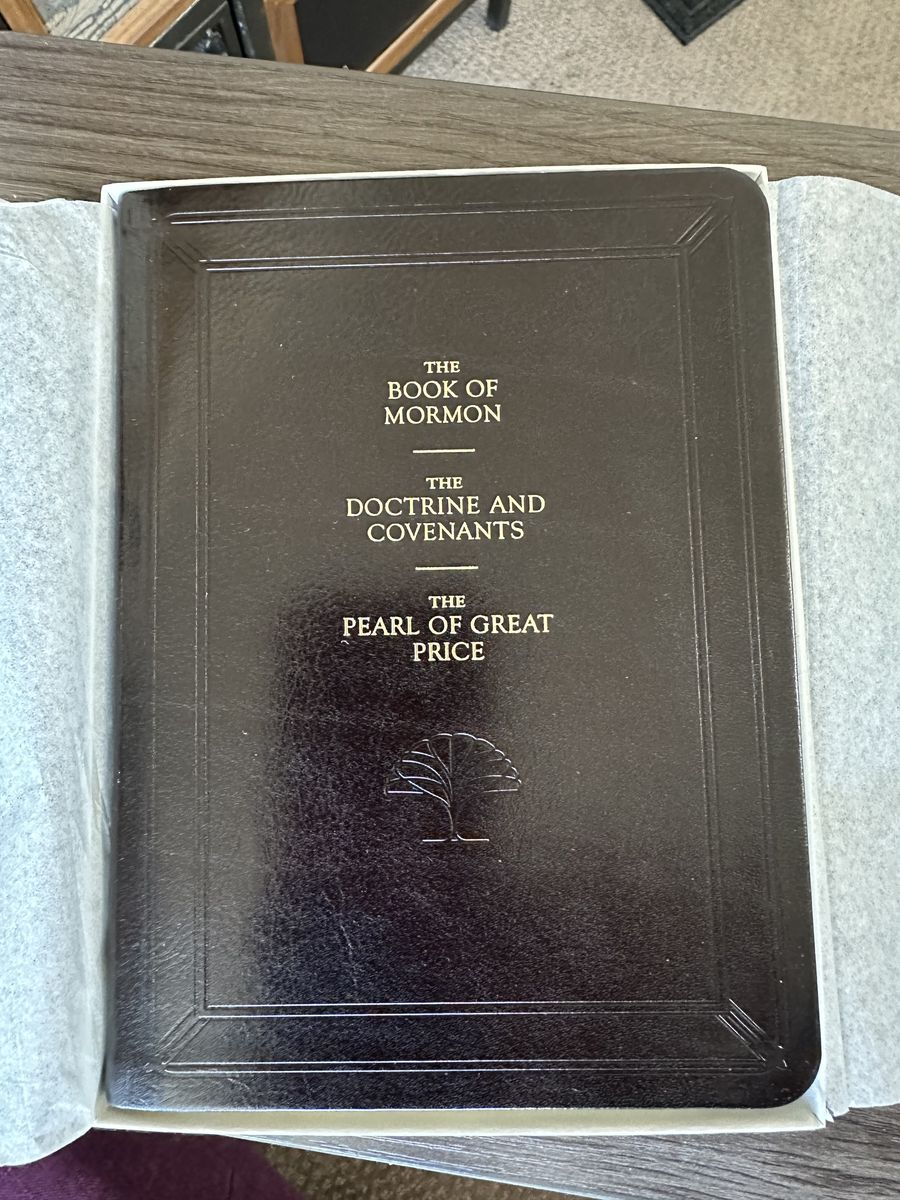 THE
BOOK OF
MORMON
THE
DOCTRINE AND
COVENANTS
THE
PEARL OF GREAT
PRICE